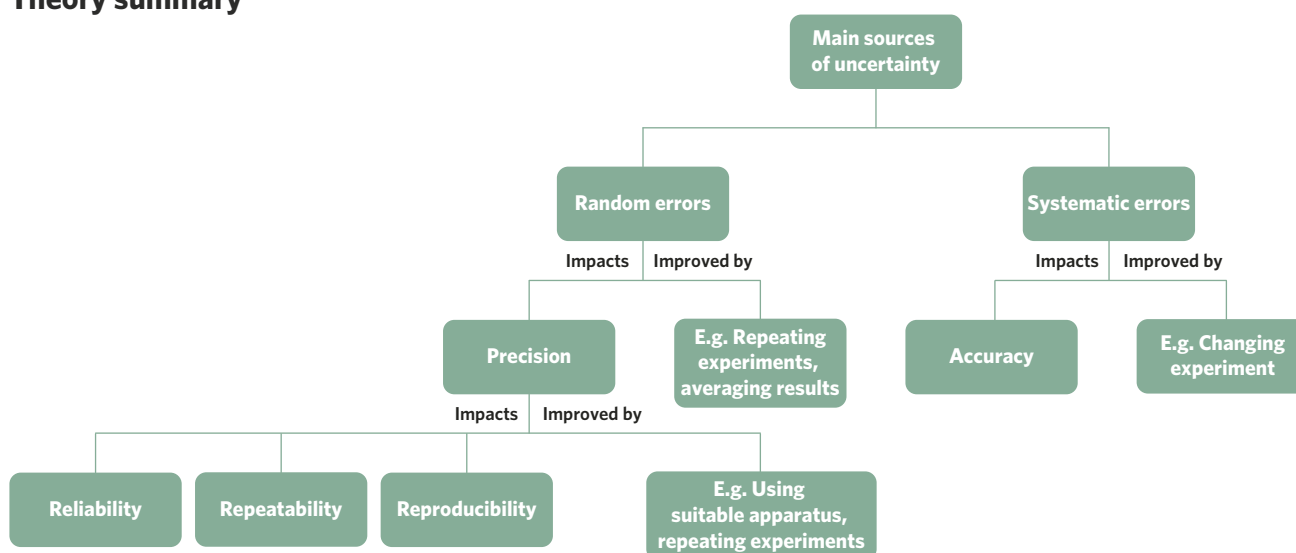 Theory summary
Main sources
of uncertainty
Random errors
Systematic errors
Impacts
Improved by
Impacts
Improved by
Precision
E.g. Repeating
experiments,
averaging results
Accuracy
E.g. Changing
experiment
Impacts
Improved by
Reliability
Repeatability
Reproducibility
E.g. Using
suitable apparatus,
repeating experiments